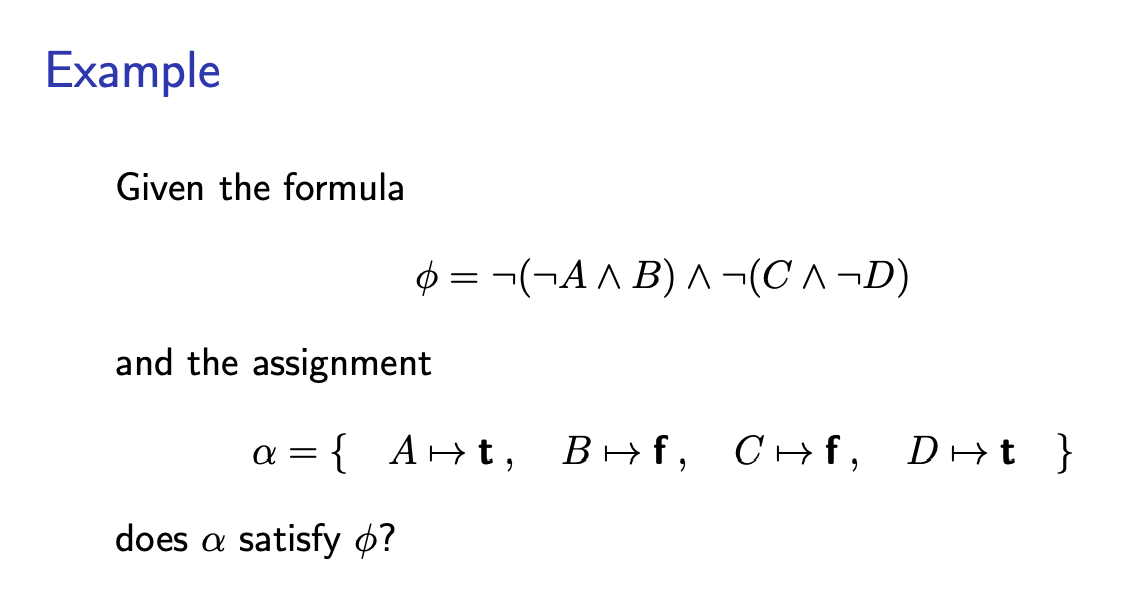 Example
Given the formula
ϕ = ¬(¬A ∧ B) ∧ ¬(C ∧ ¬D)
and the assignment
α = { A ↦ t , B ↦ f , C ↦ f , D ↦ t }
does α satisfy ϕ?